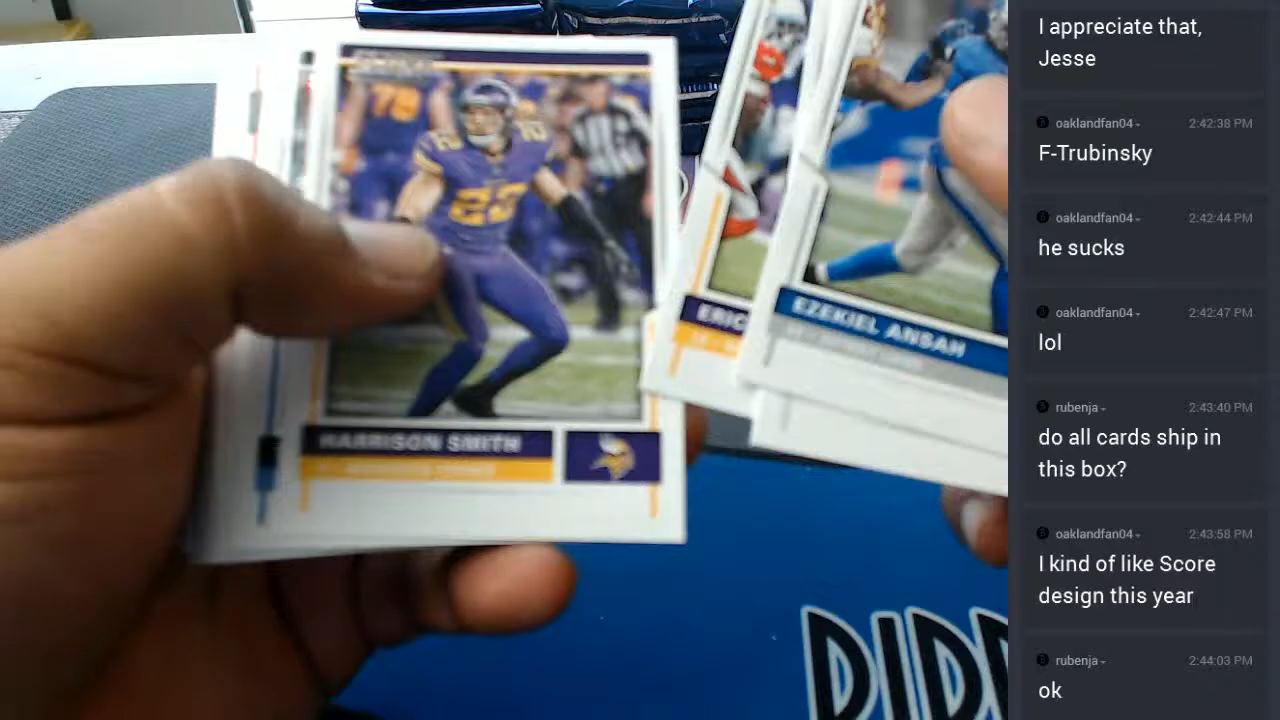 79
22
HARRISON SMITH
ERIC
EZEKIEL ANSAH
I appreciate that,
Jesse
oaklandfan04
2:42:38 PM
F-Trubinsky
oaklandfan04
2:42:44 PM
he sucks
oaklandfan04
2:42:47 PM
lol
rubenja
2:43:40 PM
do all cards ship in
this box?
oaklandfan04
2:43:58 PM
I kind of like Score
design this year
rubenja
2:44:03 PM
ok